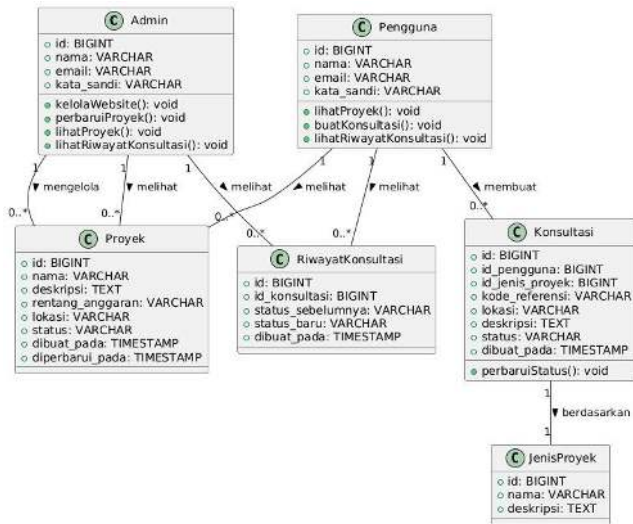 C Admin
id: BIGINT
nama: VARCHAR
email: VARCHAR
kata_sandi: VARCHAR
kelolaWebsite(): void
perbaruiProyek(): void
lihatProyek(): void
lihatRiwayatKonsultasi(): void
C Pengguna
id: BIGINT
nama: VARCHAR
email: VARCHAR
kata_sandi: VARCHAR
lihatProyek(): void
buatKonsultasi(): void
lihatRiwayatKonsultasi(): void
1 1 1 1 1 1
mengelola melihat melihat melihat melihat membuat
0..* 0..* 0..* 0..* 0..* 0..*
C Proyek
id: BIGINT
nama: VARCHAR
deskripsi: TEXT
rentang_anggaran: VARCHAR
lokasi: VARCHAR
status: VARCHAR
dibuat_pada: TIMESTAMP
diperbarui_pada: TIMESTAMP
C RiwayatKonsultasi
id: BIGINT
id_konsultasi: BIGINT
status_sebelumnya: VARCHAR
status_baru: VARCHAR
dibuat_pada: TIMESTAMP
C Konsultasi
id: BIGINT
id_pengguna: BIGINT
id_jenis_proyek: BIGINT
kode_referensi: VARCHAR
lokasi: VARCHAR
deskripsi: TEXT
status: VARCHAR
dibuat_pada: TIMESTAMP
perbaruiStatus(): void
1
berdasarkan
1
C JenisProyek
id: BIGINT
nama: VARCHAR
deskripsi: TEXT